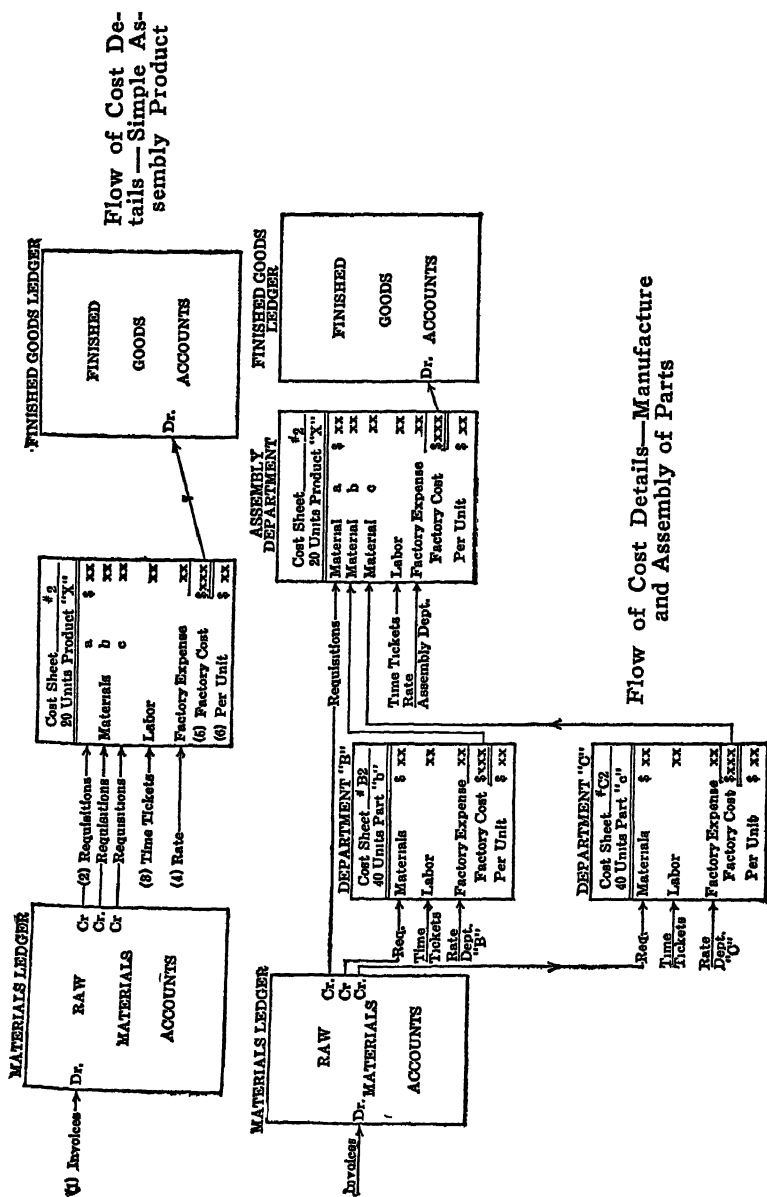 Flow of Cost De-
tails — Simple As-
sembly Product
MATERIALS LEDGER
(1) Invoices
Dr.
RAW
MATERIALS
ACCOUNTS
Cr
Cr.
Cr
(2) Requisitions
Requisitions
Requisitions
(3) Time Tickets
(4) Rate
Cost Sheet #2
20 Units Product "X"
a $ xx
Materials b xx
c xx
Labor xx
Factory Expense xx
(5) Factory Cost $xxx
(6) Per Unit $ xx
FINISHED GOODS LEDGER
Dr.
FINISHED
GOODS
ACCOUNTS
MATERIALS LEDGER
Invoices
Dr.
RAW
MATERIALS
ACCOUNTS
Cr.
Cr
Cr.
Requisitions
Req.
Time
Tickets
Rate
Dept.
"B"
DEPARTMENT "B"
Cost Sheet # B2
40 Units Part "b"
Materials $ xx
Labor xx
Factory Expense xx
Factory Cost $xxx
Per Unit $ xx
Req.
Time
Tickets
Rate
Dept.
"C"
DEPARTMENT "C"
Cost Sheet #C2
40 Units Part "c"
Materials $ xx
Labor xx
Factory Expense xx
Factory Cost $xxx
Per Unit $ xx
Time Tickets
Rate
Assembly Dept.
ASSEMBLY
DEPARTMENT
Cost Sheet #2
20 Units Product "X"
Material a $ xx
Material b xx
Material c xx
Labor xx
Factory Expense xx
Factory Cost $xxx
Per Unit $ xx
FINISHED GOODS
LEDGER
Dr.
FINISHED
GOODS
ACCOUNTS
Flow of Cost Details—Manufacture
and Assembly of Parts